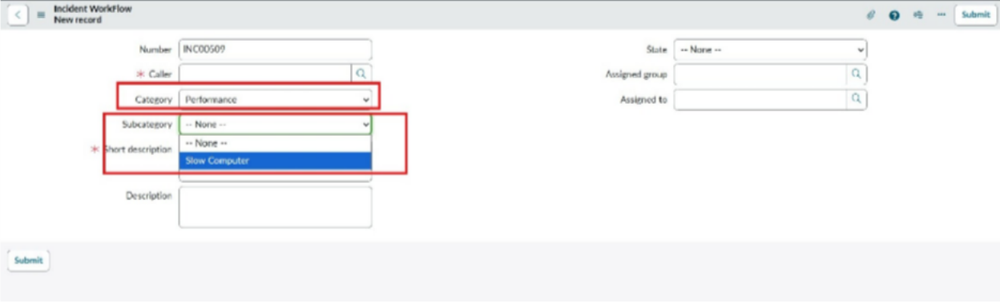 Incident WorkFlow
New record
Submit
Number INC00509
State -- None --
* Caller
Assigned group
Category Performance
Assigned to
Subcategory -- None --
-- None --
* Short description
Slow Computer
Description
Submit